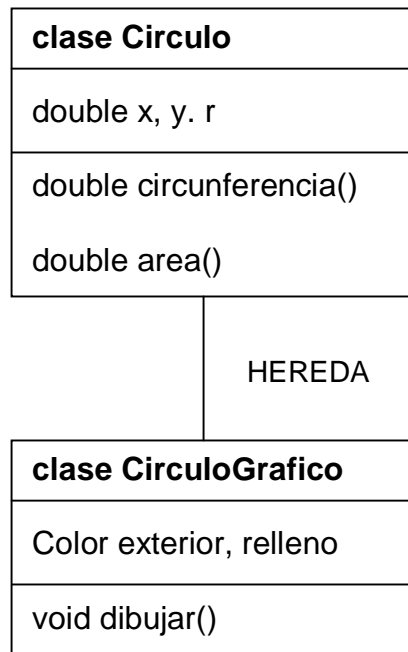 clase Circulo
double x, y. r
double circunferencia()
double area()
HEREDA
clase CirculoGrafico
Color exterior, relleno
void dibujar()